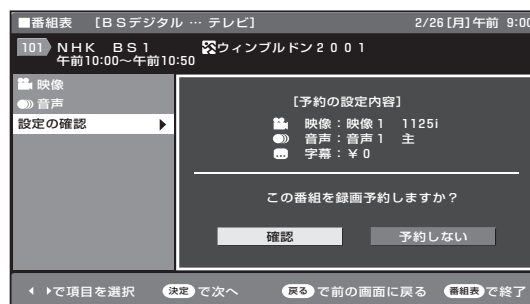 ■番組表 [BSデジタル … テレビ] 2/26[月]午前 9:00
101 NHK BS1 ウィンブルドン2001
午前10:00〜午前10:50
映像
音声
設定の確認 ▶
[予約の設定内容]
映像：映像1 1125i
音声：音声1 主
字幕：￥0
この番組を録画予約しますか？
確認 予約しない
◀ ▶で項目を選択 決定で次へ 戻るで前の画面に戻る 番組表で終了